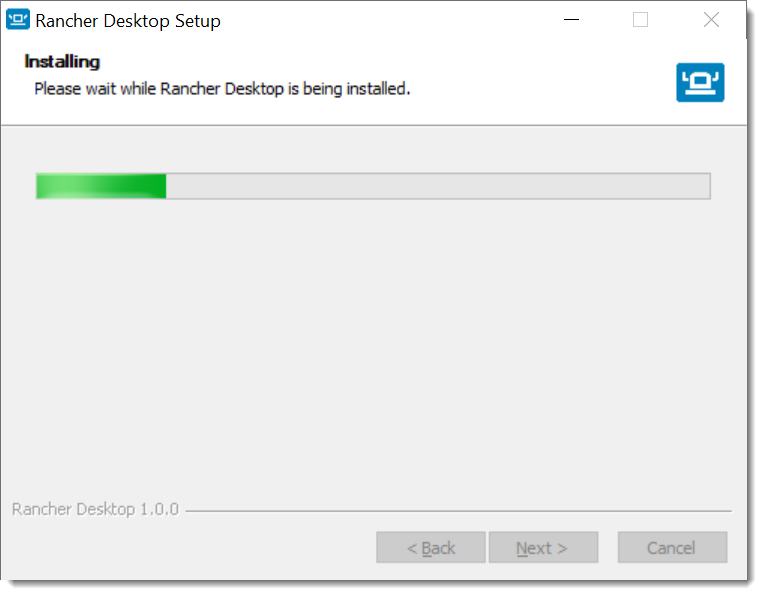 Rancher Desktop Setup
Installing
Please wait while Rancher Desktop is being installed.
Rancher Desktop 1.0.0
< Back
Next >
Cancel